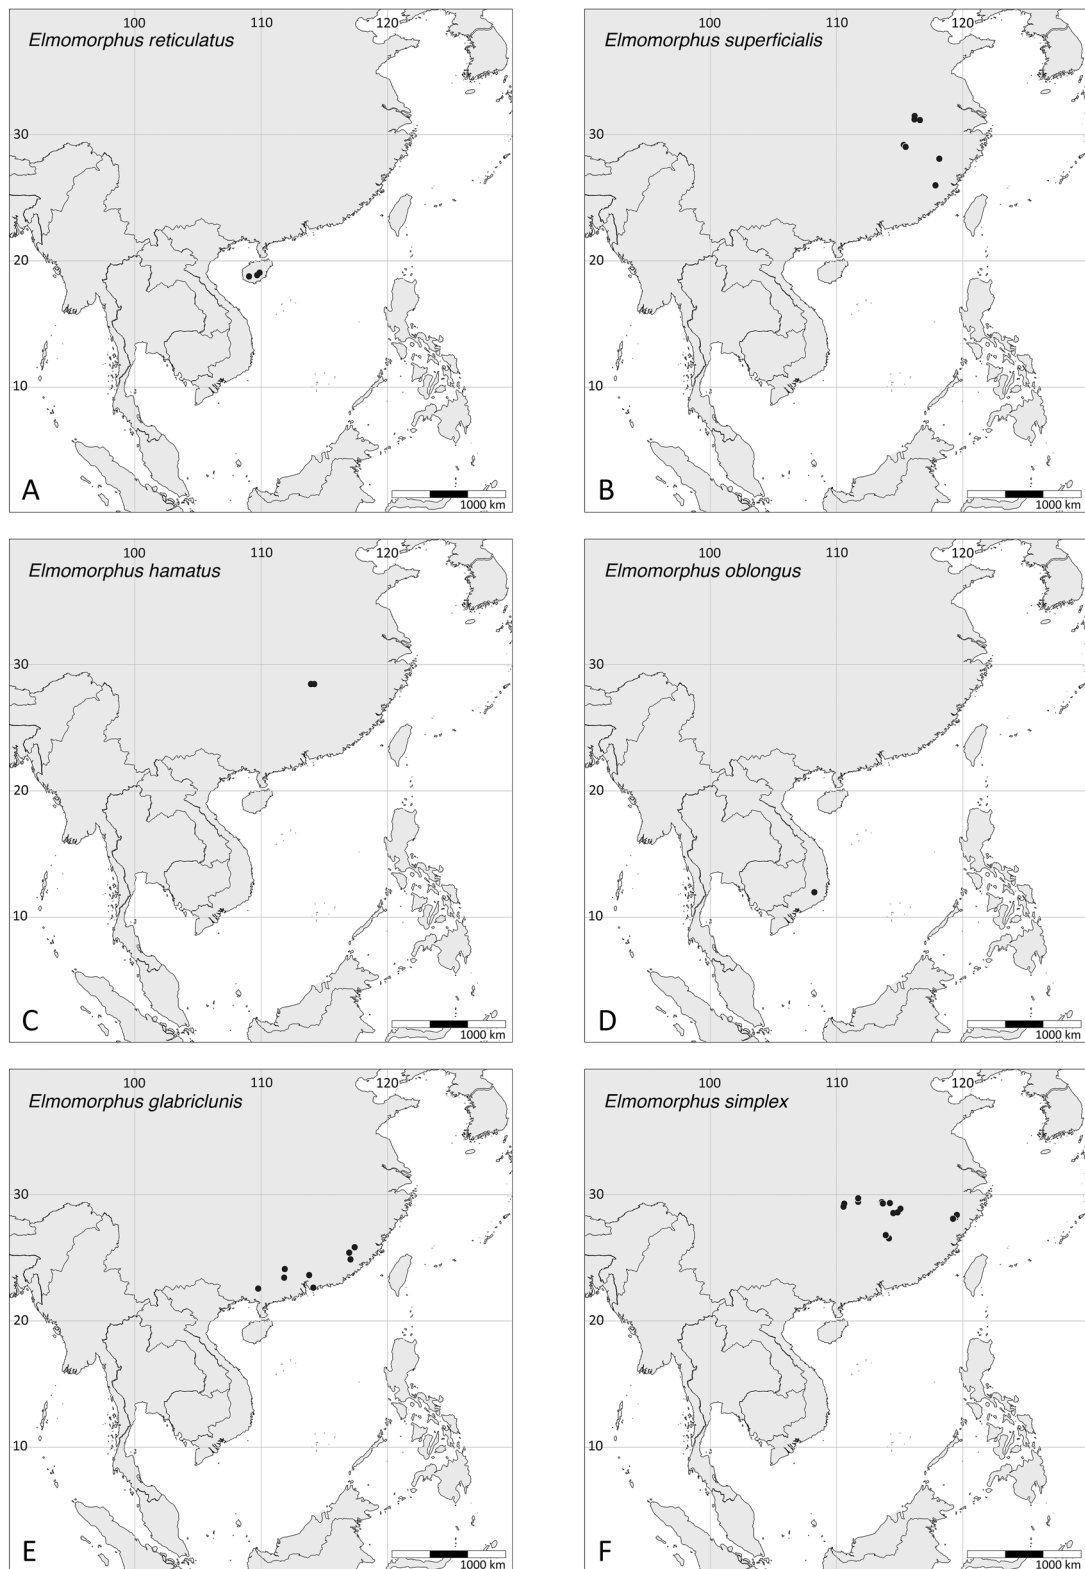 100 110 120
Elmomorphus reticulatus
30
20
10
A
1000 km
100 110 120
Elmomorphus superficialis
30
20
10
B
1000 km
100 110 120
Elmomorphus hamatus
30
20
10
C
1000 km
100 110 120
Elmomorphus oblongus
30
20
10
D
1000 km
100 110 120
Elmomorphus glabriclunis
30
20
10
E
1000 km
100 110 120
Elmomorphus simplex
30
20
10
F
1000 km